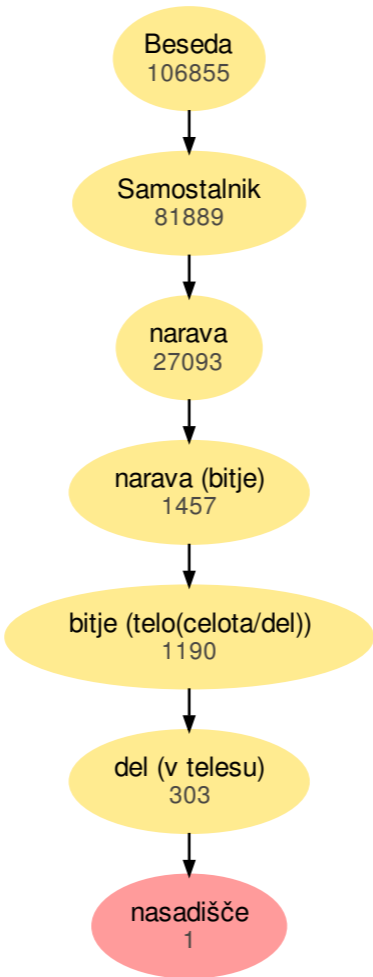 Beseda
106855
Samostalnik
81889
narava
27093
narava (bitje)
1457
bitje (telo(celota/del))
1190
del (v telesu)
303
nasadišče
1